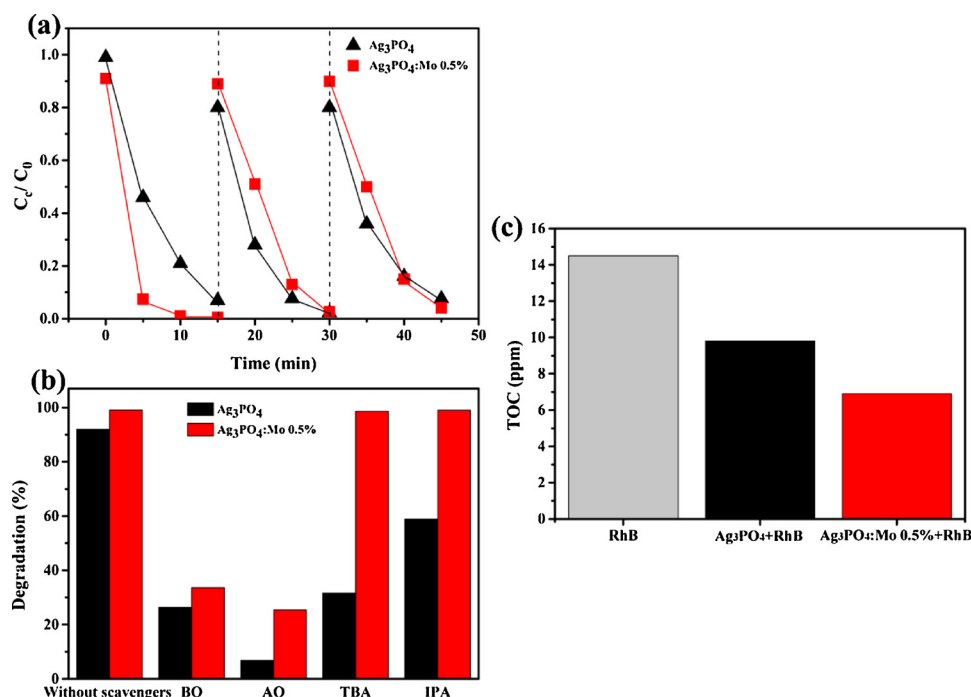 (a)
Ag3PO4
Ag3PO4:Mo 0.5%
1.0
0.8
0.6
0.4
0.2
0.0
Cc/ C0
0 10 20 30 40 50
Time (min)
(b)
Ag3PO4
Ag3PO4:Mo 0.5%
100
80
60
40
20
0
Degradation (%)
Without scavengers BQ AO TBA IPA
(c)
16
14
12
10
8
6
4
2
0
TOC (ppm)
RhB Ag3PO4+RhB Ag3PO4:Mo 0.5%+RhB